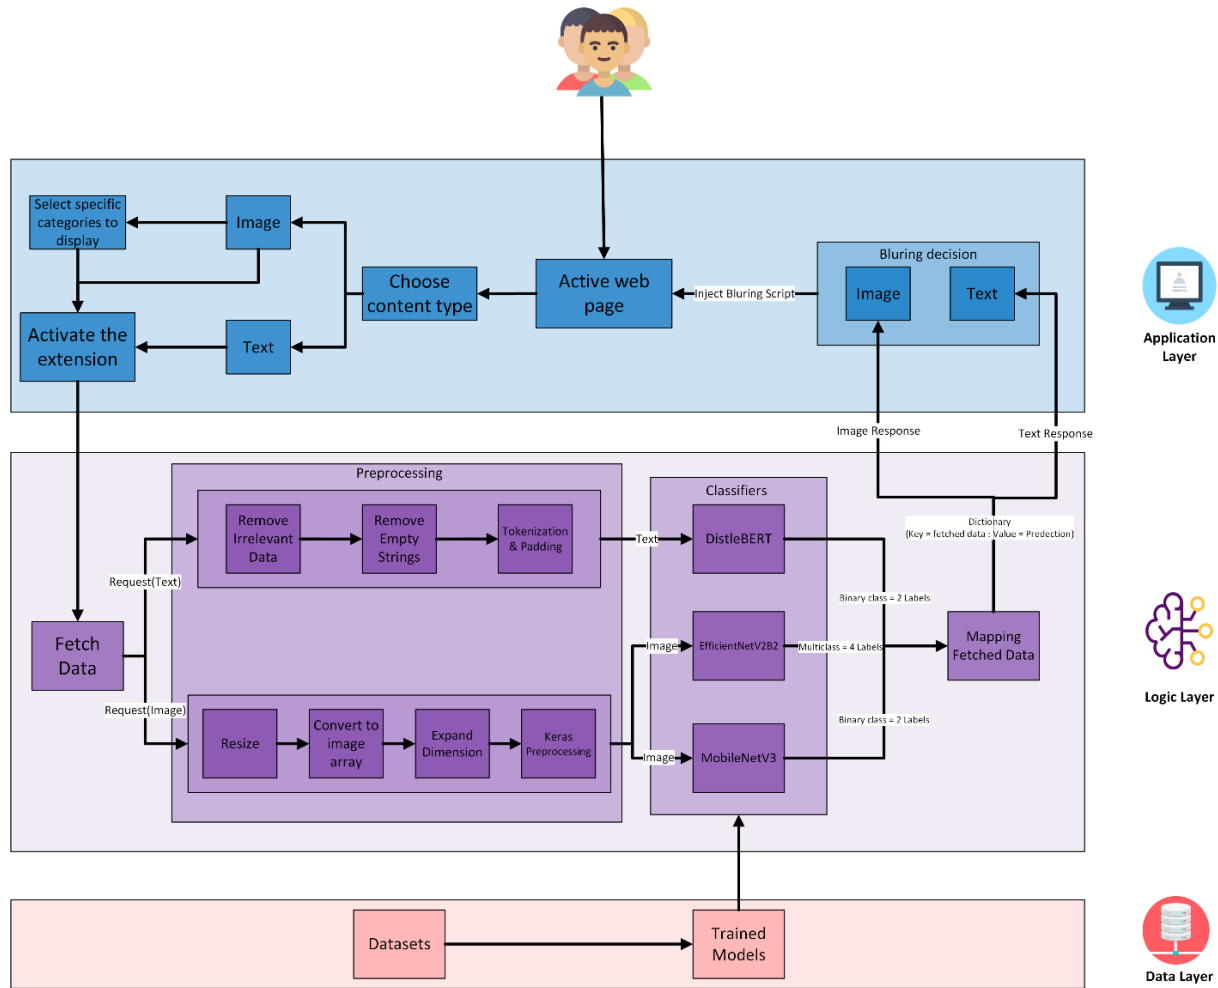 Select specific
categories to
display
Image
Choose
content type
Active web
page
Inject Bluring Script
Bluring decision
Image
Text
Activate the
extension
Text
Application
Layer
Image Response
Text Response
Preprocessing
Remove
Irrelevant
Data
Remove
Empty
Strings
Tokenization
& Padding
Text
Classifiers
DistleBERT
Dictionary
{Key = fetched data : Value = Predection}
Request(Text)
Binary class = 2 Labels
Fetch
Data
Image
EfficientNetV2B2
Multiclass = 4 Labels
Mapping
Fetched Data
Logic Layer
Request(Image)
Binary class = 2 Labels
Resize
Convert to
image
array
Expand
Dimension
Keras
Preprocessing
Image
MobileNetV3
Datasets
Trained
Models
Data Layer